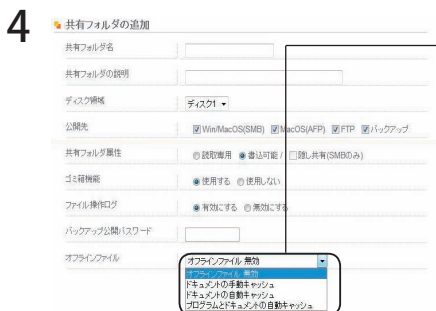 4
共有フォルダの追加
共有フォルダ名
共有フォルダの説明
ディスク領域 ディスク1
公開先 Win/MacOS(SMB) MacOS(AFP) FTP バックアップ
共有フォルダ属性 読取専用 書込可能 / 隠し共有(SMBのみ)
ゴミ箱機能 使用する 使用しない
ファイル操作ログ 有効にする 無効にする
バックアップ公開パスワード
オフラインファイル オフラインファイル 無効
オフラインファイル 無効
ドキュメントの手動キャッシュ
ドキュメントの自動キャッシュ
プログラムとドキュメントの自動キャッシュ